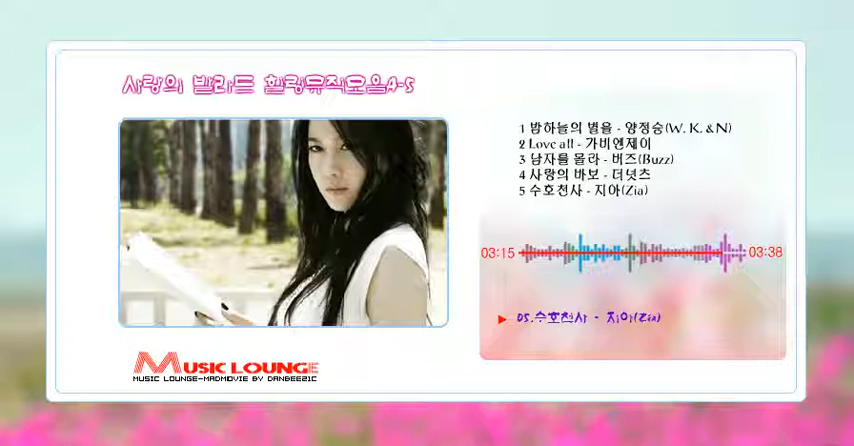 사랑의 발라드 힐링뮤직모음4-5
1 밤하늘의 별을 - 양정승(W. K. &N)
2 Love all - 가비엔제이
3 남자를 몰라 - 버즈(Buzz)
4 사랑의 바보 - 더넛츠
5 수호천사 - 지아(Zia)
03:15
03:38
05.수호천사 - 지아(Zia)
MUSIC LOUNGE
MUSIC LOUNGE-MADMOVIE BY DANBEE21C